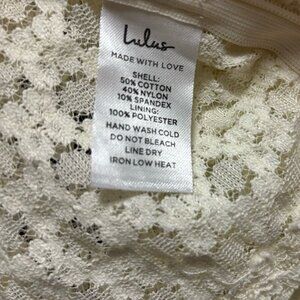 Lulus
MADE WITH LOVE
SHELL:
50% COTTON
40% NYLON
10% SPANDEX
LINING:
100% POLYESTER
HAND WASH COLD
DO NOT BLEACH
LINE DRY
IRON LOW HEAT